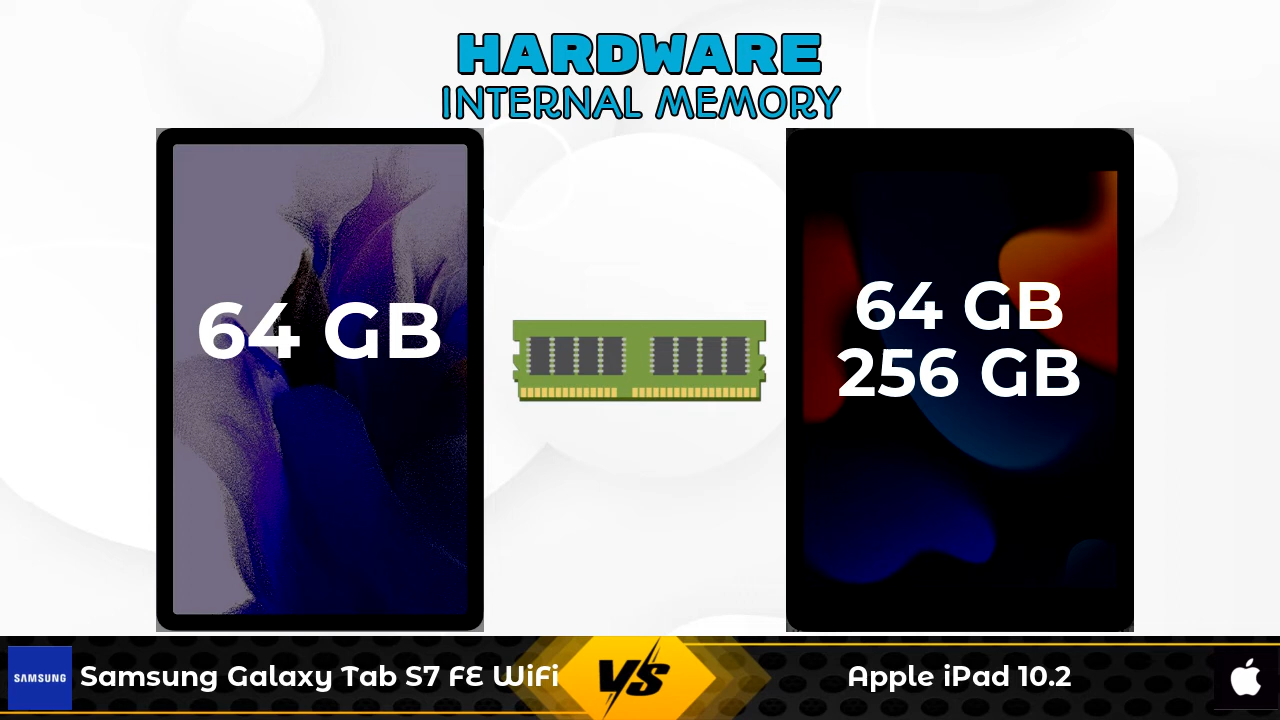 HARDWARE
INTERNAL MEMORY
64 GB
64 GB
256 GB
SAMSUNG
Samsung Galaxy Tab S7 FE WiFi
VS
Apple iPad 10.2